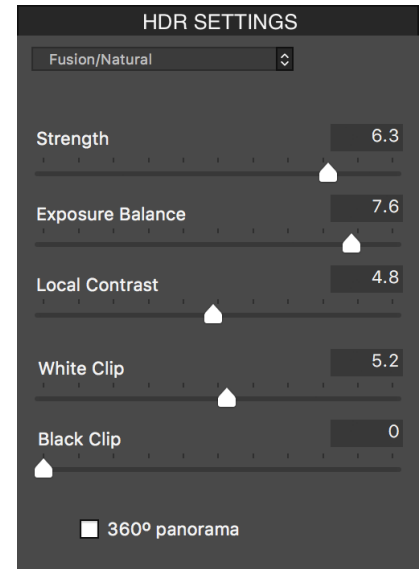 HDR SETTINGS
Fusion/Natural
Strength 6.3
Exposure Balance 7.6
Local Contrast 4.8
White Clip 5.2
Black Clip 0
360º panorama